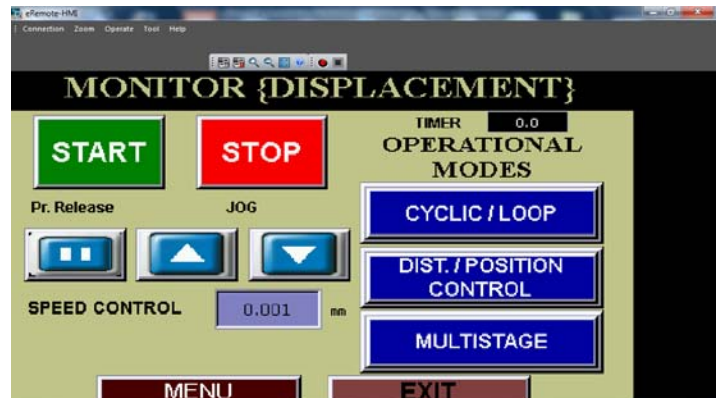 eRemote-HMI
Connection Zoom Operate Tool Help
MONITOR {DISPLACEMENT}
START
STOP
TIMER 0.0
OPERATIONAL
MODES
Pr. Release
JOG
CYCLIC / LOOP
DIST. / POSITION
CONTROL
SPEED CONTROL 0.001 mm
MULTISTAGE
MENU
EXIT